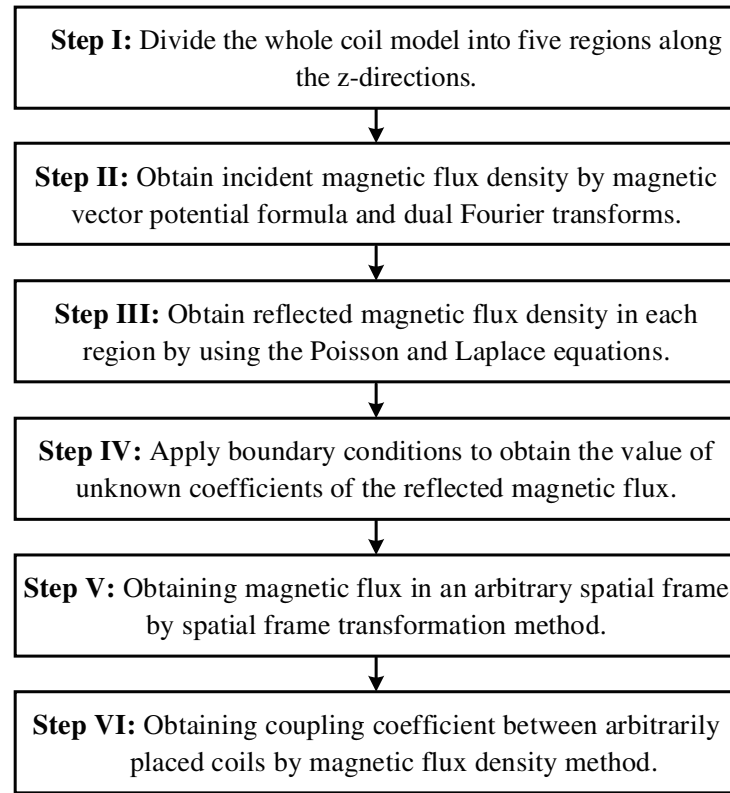 Step I: Divide the whole coil model into five regions along
the z-directions.
Step II: Obtain incident magnetic flux density by magnetic
vector potential formula and dual Fourier transforms.
Step III: Obtain reflected magnetic flux density in each
region by using the Poisson and Laplace equations.
Step IV: Apply boundary conditions to obtain the value of
unknown coefficients of the reflected magnetic flux.
Step V: Obtaining magnetic flux in an arbitrary spatial frame
by spatial frame transformation method.
Step VI: Obtaining coupling coefficient between arbitrarily
placed coils by magnetic flux density method.